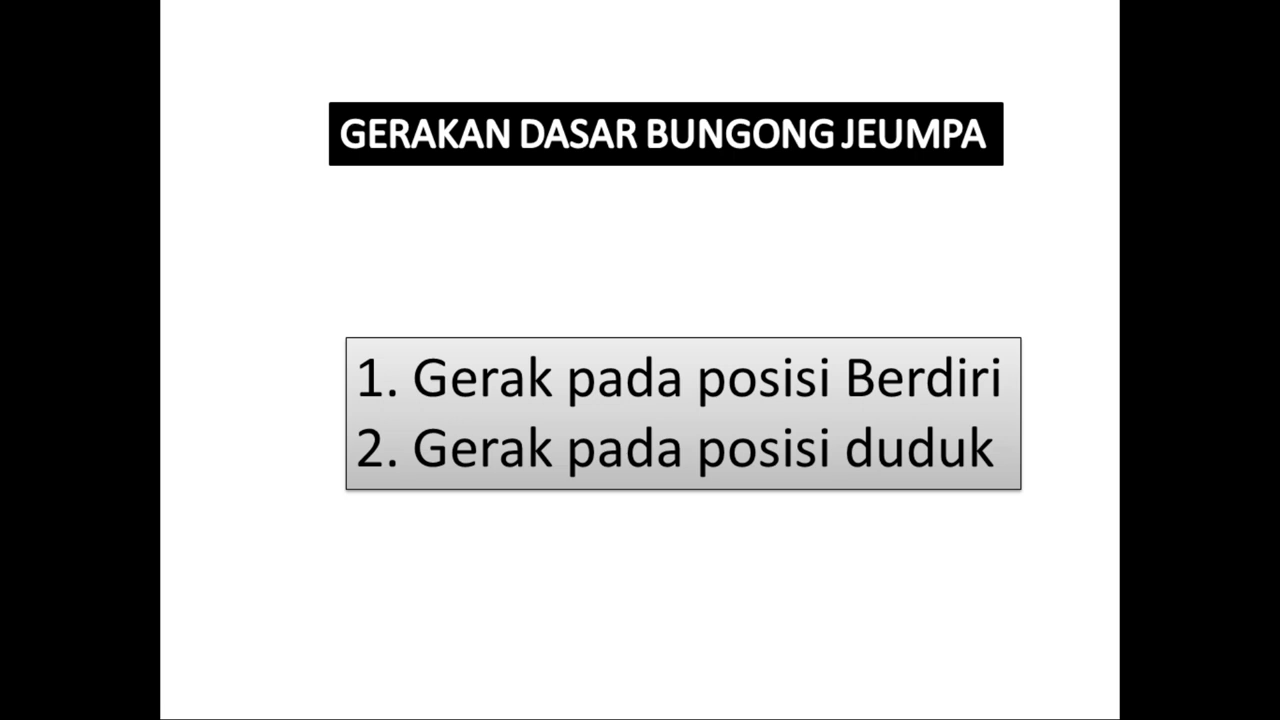 GERAKAN DASAR BUNGONG JEUMPA
1. Gerak pada posisi Berdiri
2. Gerak pada posisi duduk